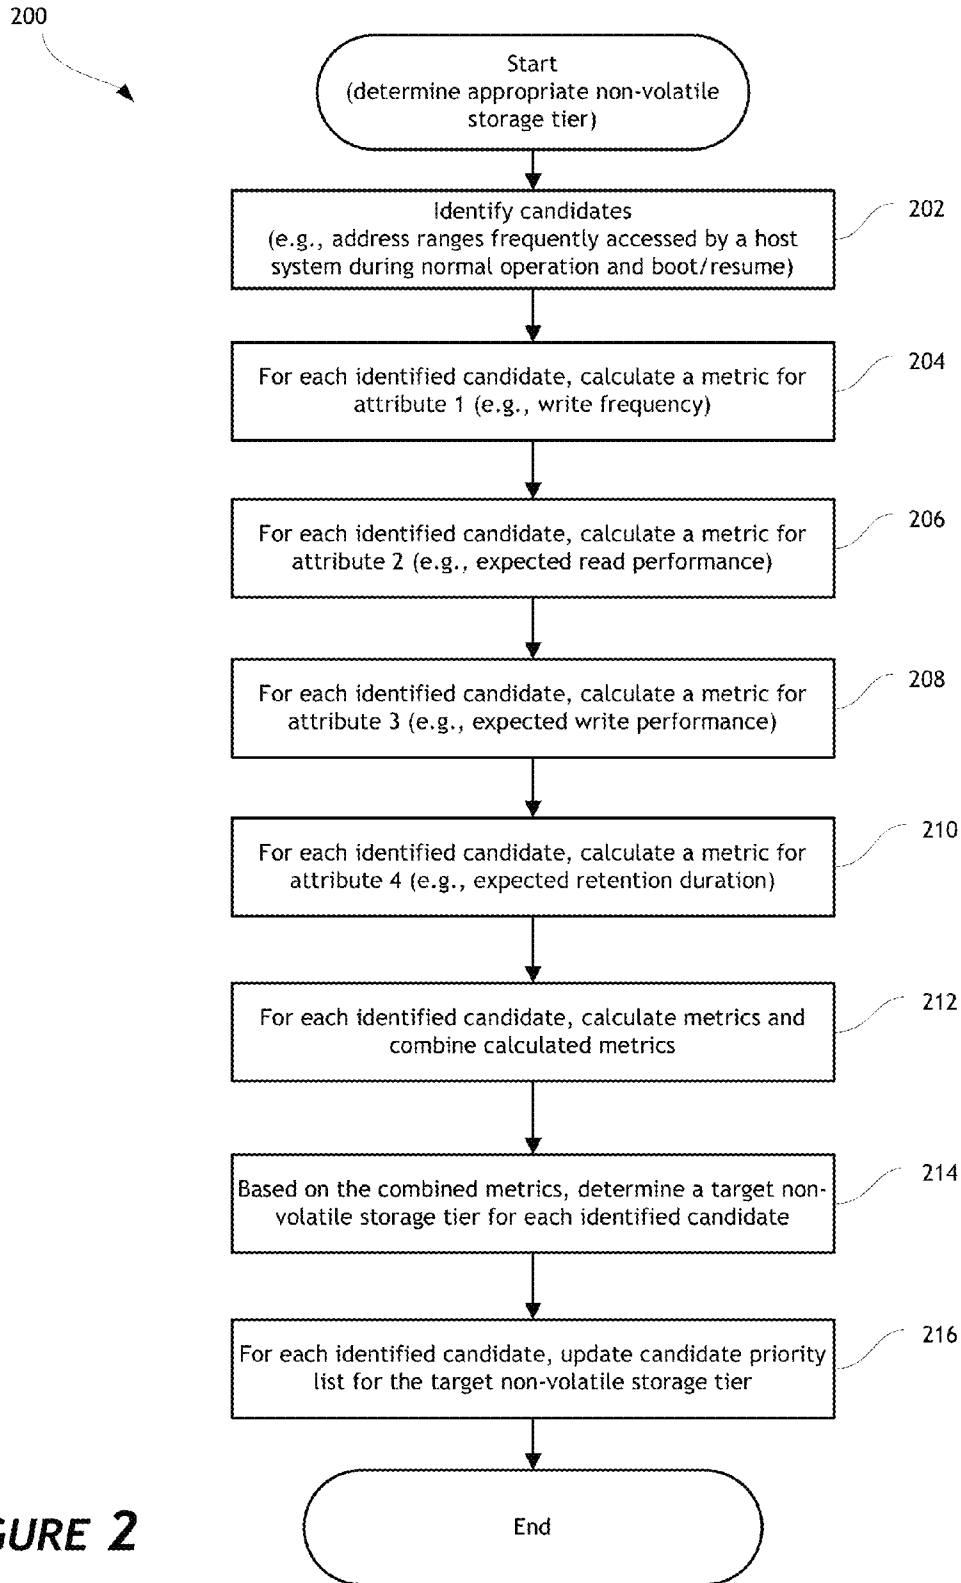 200
Start
(determine appropriate non-volatile
storage tier)
Identify candidates
(e.g., address ranges frequently accessed by a host
system during normal operation and boot/resume)
202
For each identified candidate, calculate a metric for
attribute 1 (e.g., write frequency)
204
For each identified candidate, calculate a metric for
attribute 2 (e.g., expected read performance)
206
For each identified candidate, calculate a metric for
attribute 3 (e.g., expected write performance)
208
For each identified candidate, calculate a metric for
attribute 4 (e.g., expected retention duration)
210
For each identified candidate, calculate metrics and
combine calculated metrics
212
Based on the combined metrics, determine a target non-
volatile storage tier for each identified candidate
214
For each identified candidate, update candidate priority
list for the target non-volatile storage tier
216
End
GURE 2